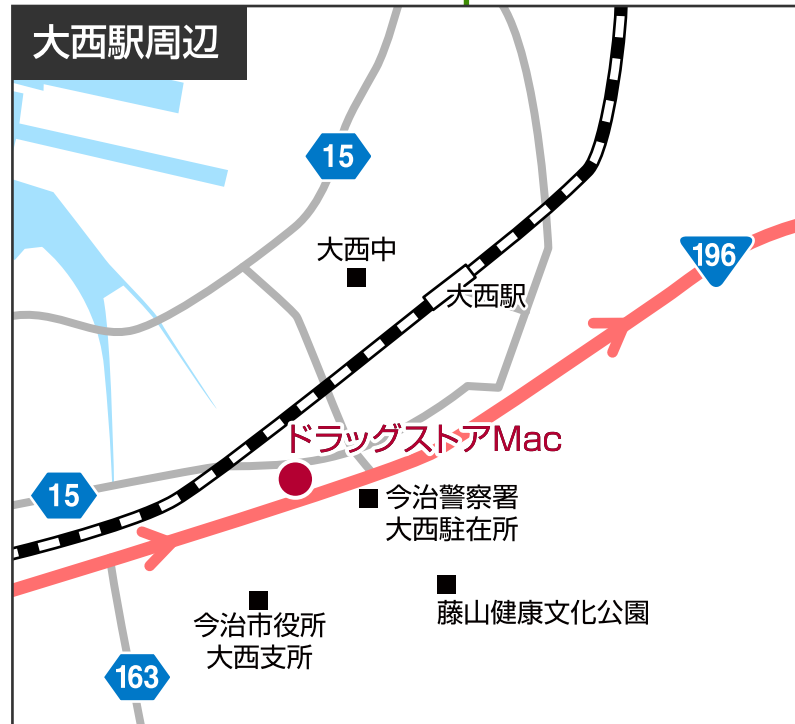 大西駅周辺
15
大西中
196
大西駅
ドラッグストアMac
15
今治警察署
大西駐在所
今治市役所
大西支所
藤山健康文化公園
163